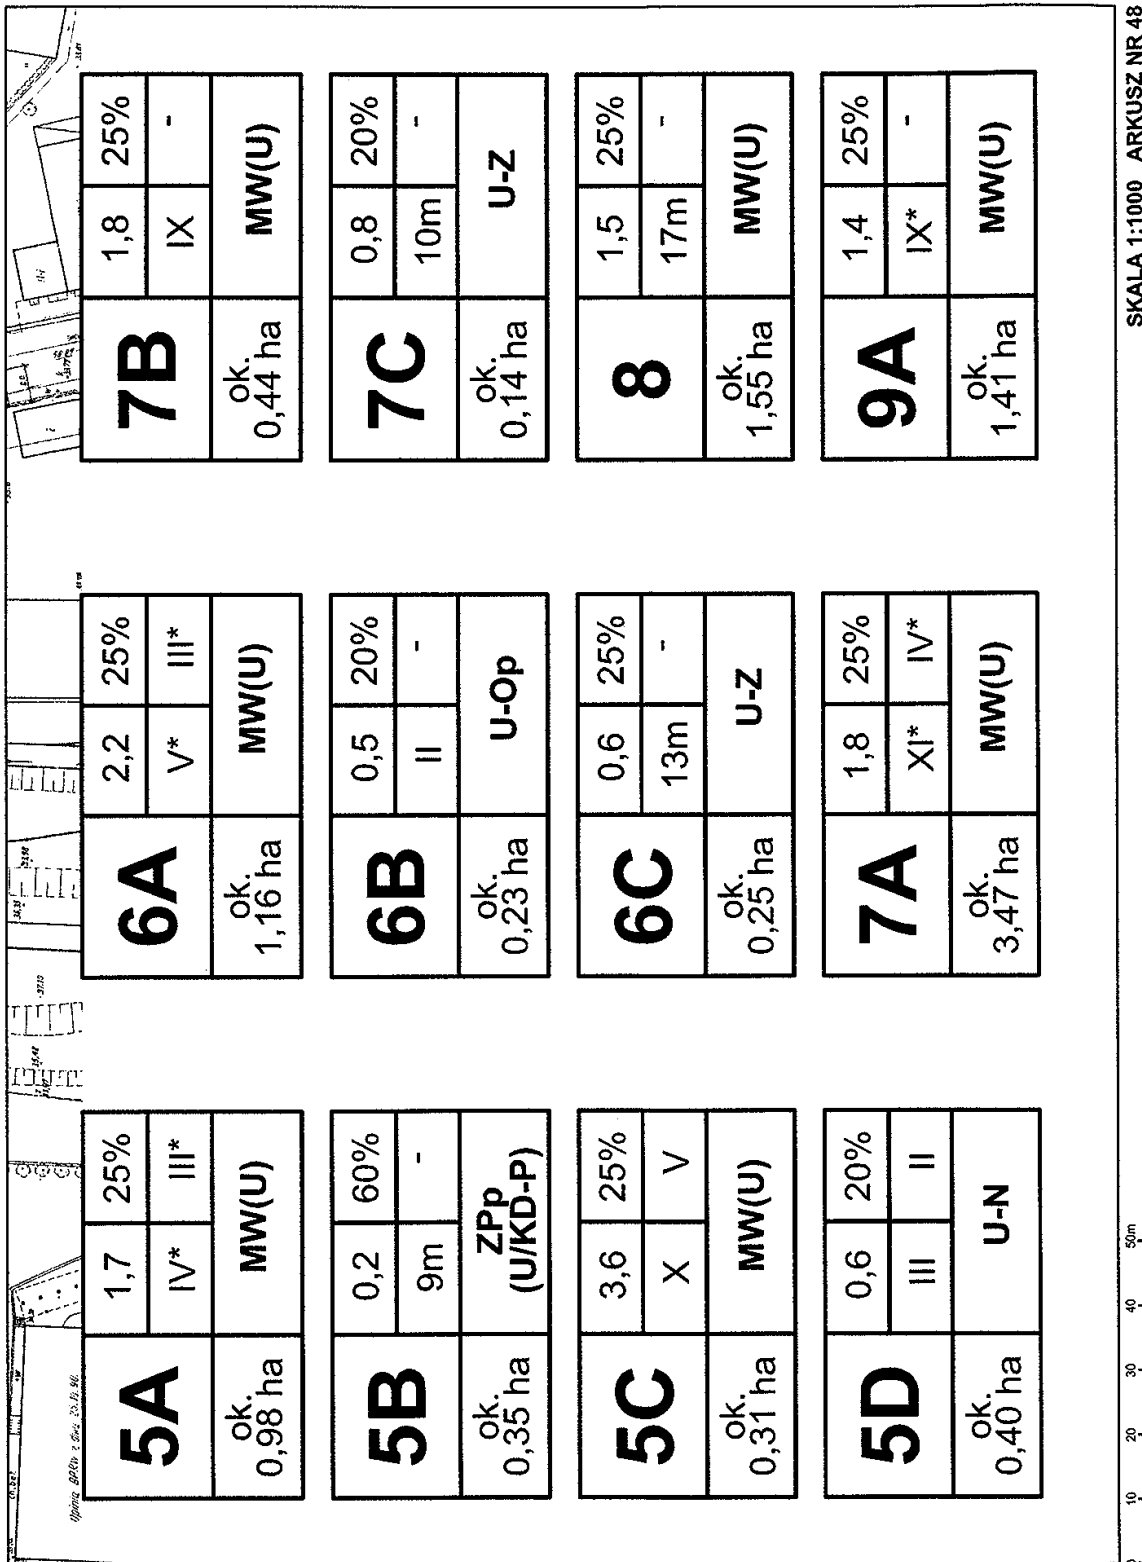 5A
1,7
25%
IV*
III*
ok.
0,98 ha
MW(U)
5B
0,2
60%
9m
-
ok.
0,35 ha
ZPp
(U/KD-P)
5C
3,6
25%
X
V
ok.
0,31 ha
MW(U)
5D
0,6
20%
III
II
ok.
0,40 ha
U-N
6A
2,2
25%
V*
III*
ok.
1,16 ha
MW(U)
6B
0,5
20%
II
-
ok.
0,23 ha
U-Op
6C
0,6
25%
13m
-
ok.
0,25 ha
U-Z
7A
1,8
25%
XI*
IV*
ok.
3,47 ha
MW(U)
7B
1,8
25%
IX
-
ok.
0,44 ha
MW(U)
7C
0,8
20%
10m
-
ok.
0,14 ha
U-Z
8
1,5
25%
17m
-
ok.
1,55 ha
MW(U)
9A
1,4
25%
IX*
-
ok.
1,41 ha
MW(U)
10 20 30 40 50m
SKALA 1:1000 ARKUSZ NR 48